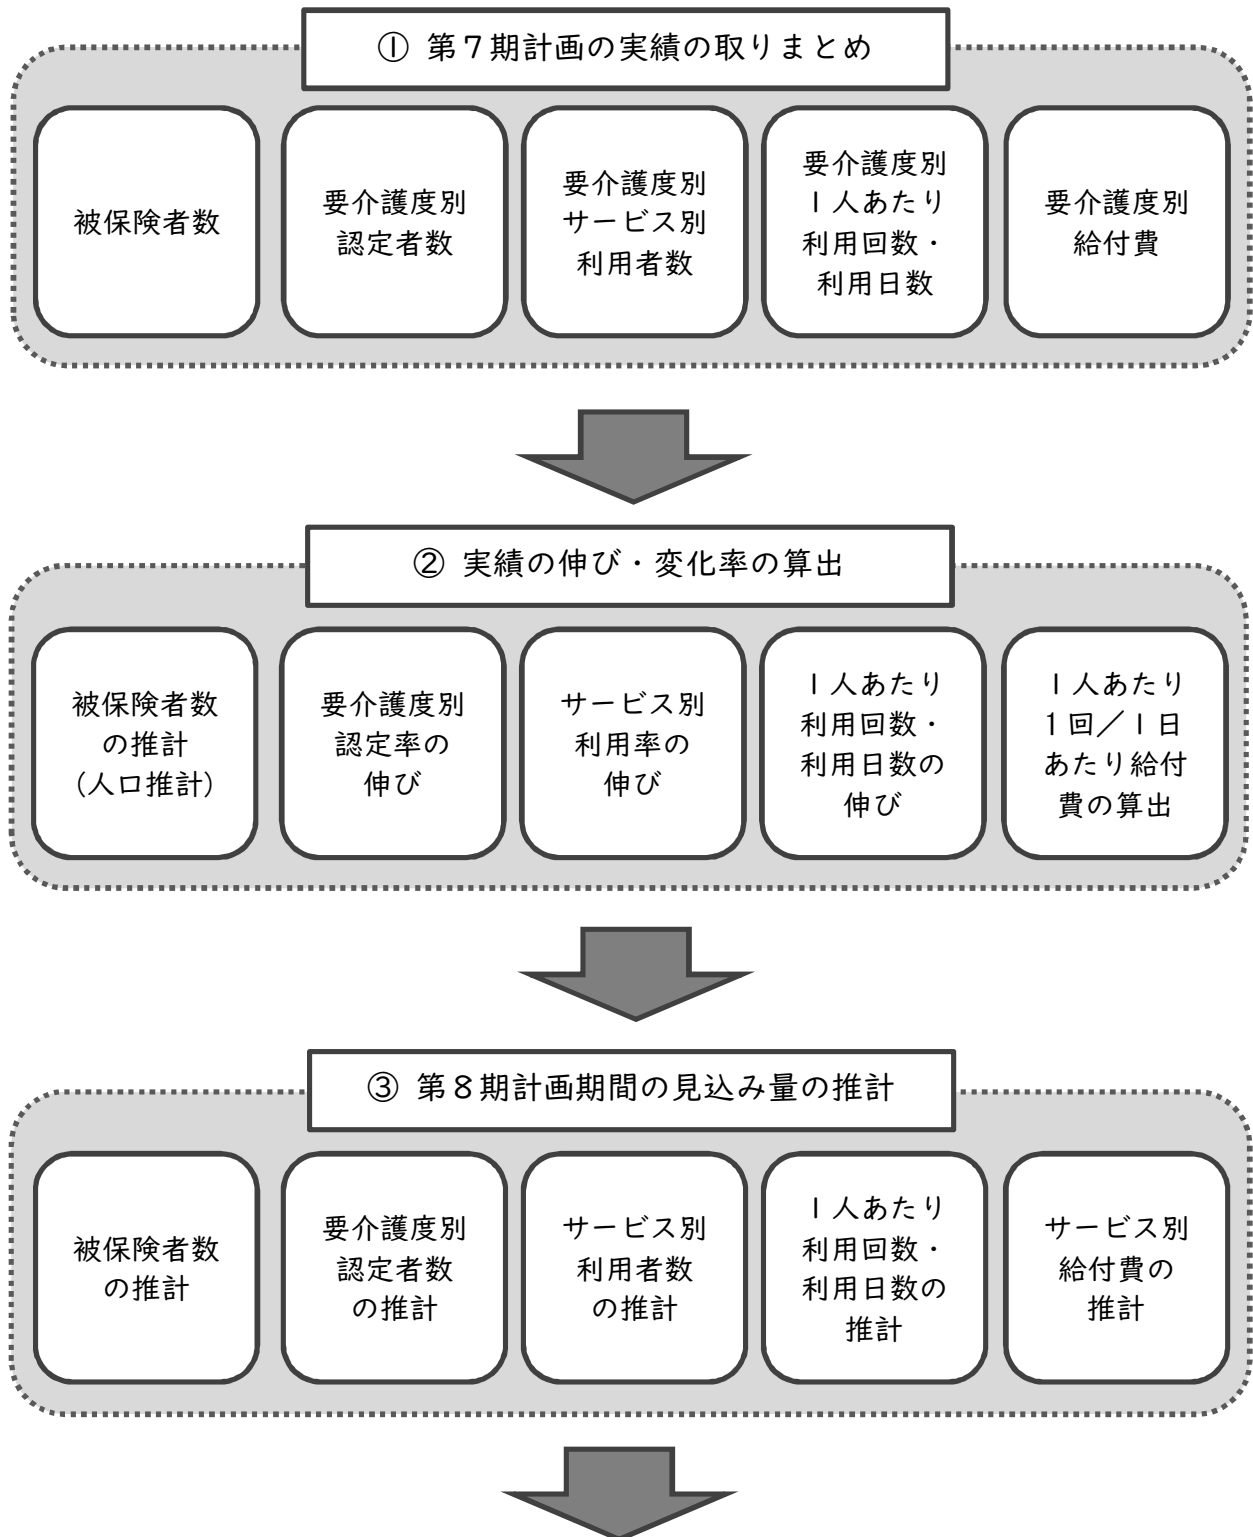 ① 第７期計画の実績の取りまとめ
被保険者数
要介護度別
認定者数
要介護度別
サービス別
利用者数
要介護度別
１人あたり
利用回数・
利用日数
要介護度別
給付費
② 実績の伸び・変化率の算出
被保険者数
の推計
(人口推計)
要介護度別
認定率の
伸び
サービス別
利用率の
伸び
１人あたり
利用回数・
利用日数の
伸び
１人あたり
1回／１日
あたり給付
費の算出
③ 第８期計画期間の見込み量の推計
被保険者数
の推計
要介護度別
認定者数
の推計
サービス別
利用者数
の推計
１人あたり
利用回数・
利用日数の
推計
サービス別
給付費の
推計